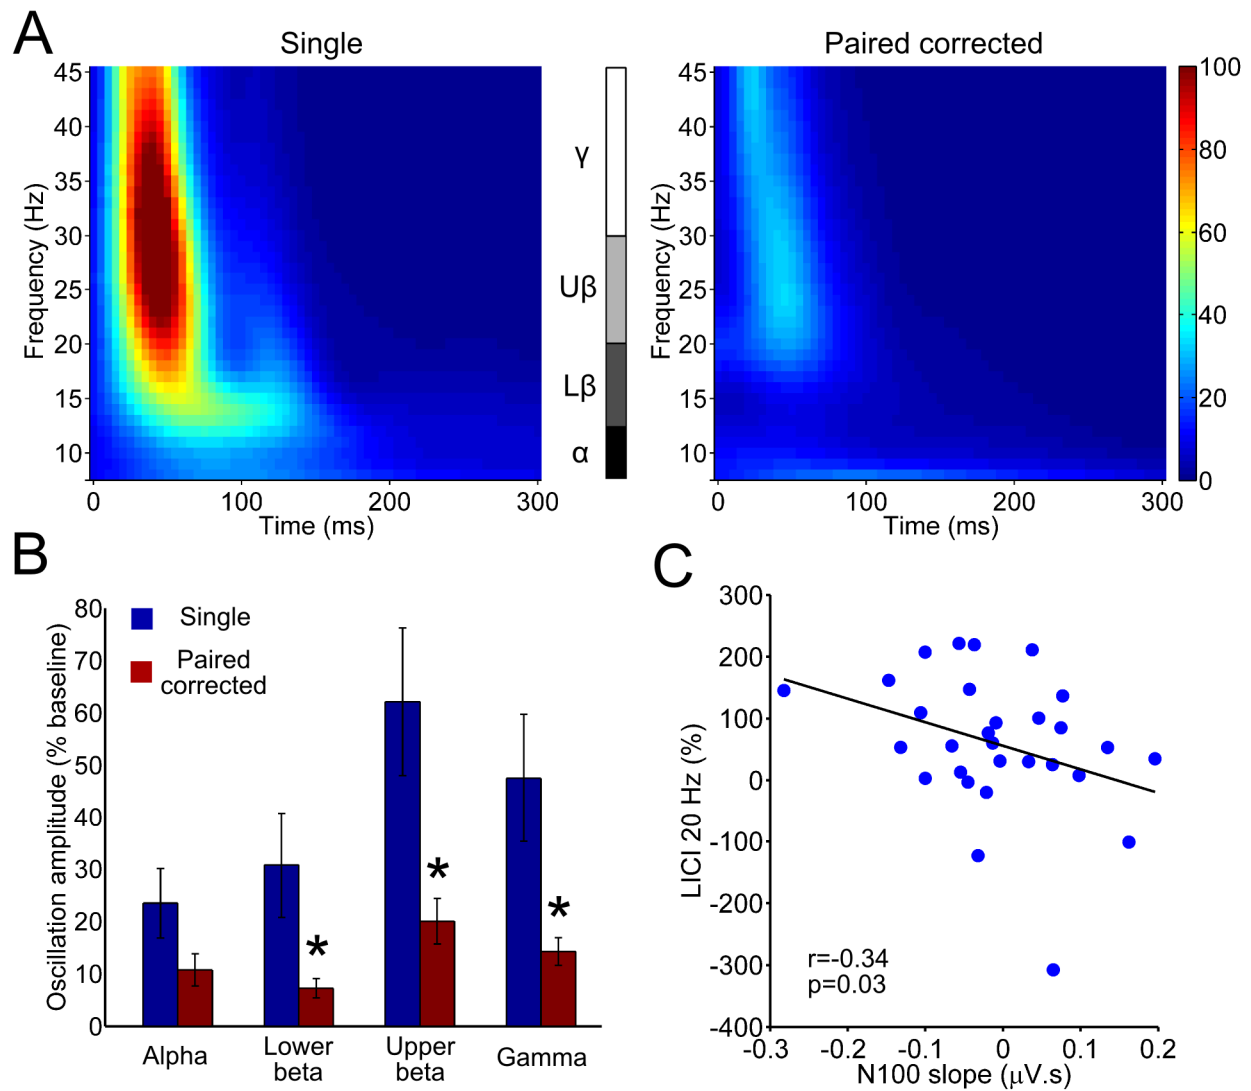 A
Single
Paired corrected
45
40
35
30
25
20
15
10
Frequency (Hz)
0
100
200
300
Time (ms)
γ
Uβ
Lβ
α
45
40
35
30
25
20
15
10
Frequency (Hz)
0
100
200
300
Time (ms)
100
80
60
40
20
0
B
80
70
60
50
40
30
20
10
0
Oscillation amplitude (% baseline)
Single
Paired
corrected
*
*
*
Alpha
Lower
beta
Upper
beta
Gamma
C
300
200
100
0
-100
-200
-300
-400
LICI 20 Hz (%)
r=-0.34
p=0.03
-0.3
-0.2
-0.1
0
0.1
0.2
N100 slope (µV.s)